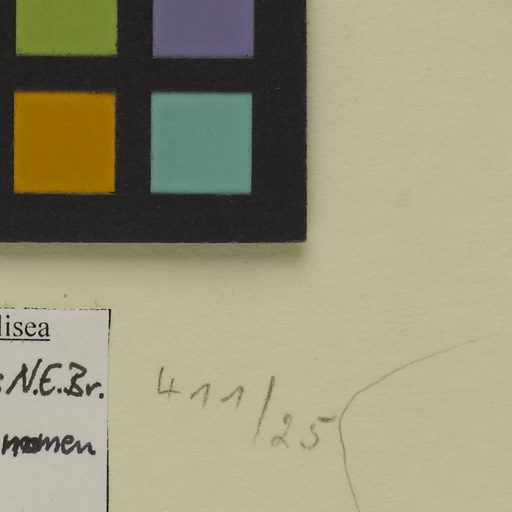 lisea
: N.E.Br.
nomen
411/25